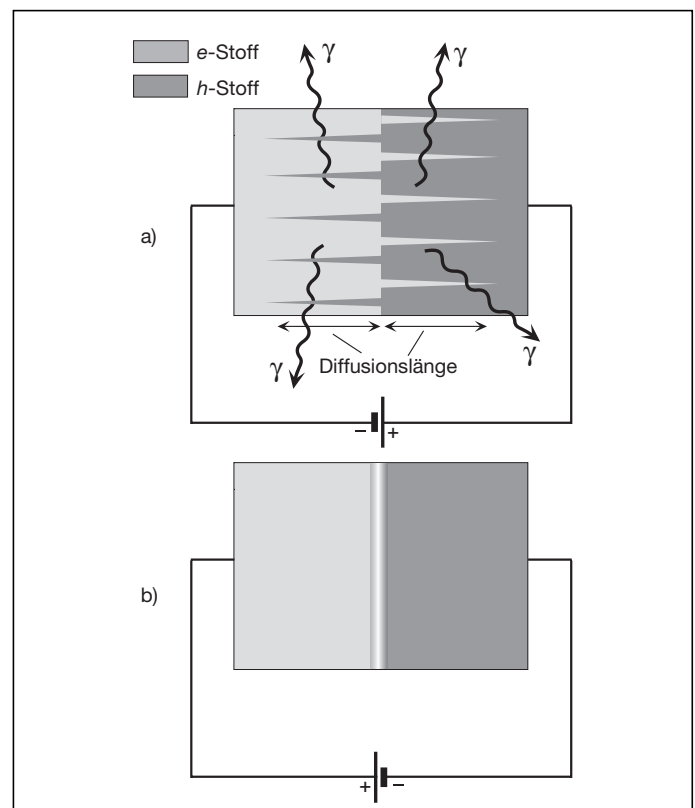 e-Stoff
h-Stoff
γ γ
a)
Diffusionslänge
γ γ
– +
b)
+ –